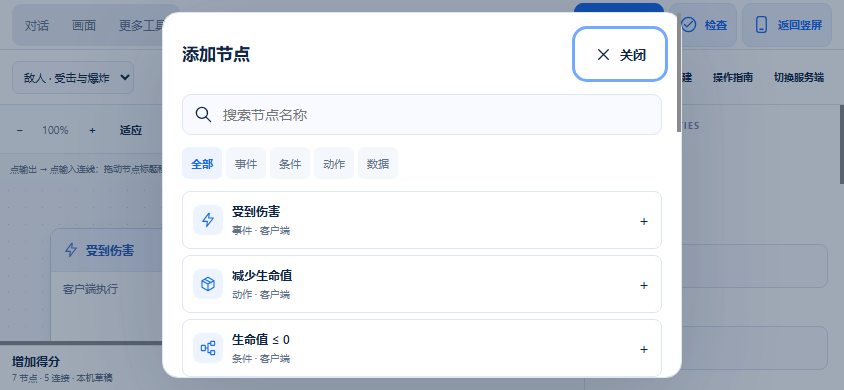 对话 画面 更多工具
检查 返回竖屏
添加节点
关闭
敌人 · 受击与爆炸
建 操作指南 切换服务端
搜索节点名称
− 100% + 适应
IES
全部 事件 条件 动作 数据
点输出 → 点输入连线；拖动节点标题
受到伤害
事件 · 客户端
+
受到伤害
客户端执行
减少生命值
动作 · 客户端
+
生命值 ≤ 0
条件 · 客户端
+
增加得分
7 节点 · 5 连接 · 本机草稿